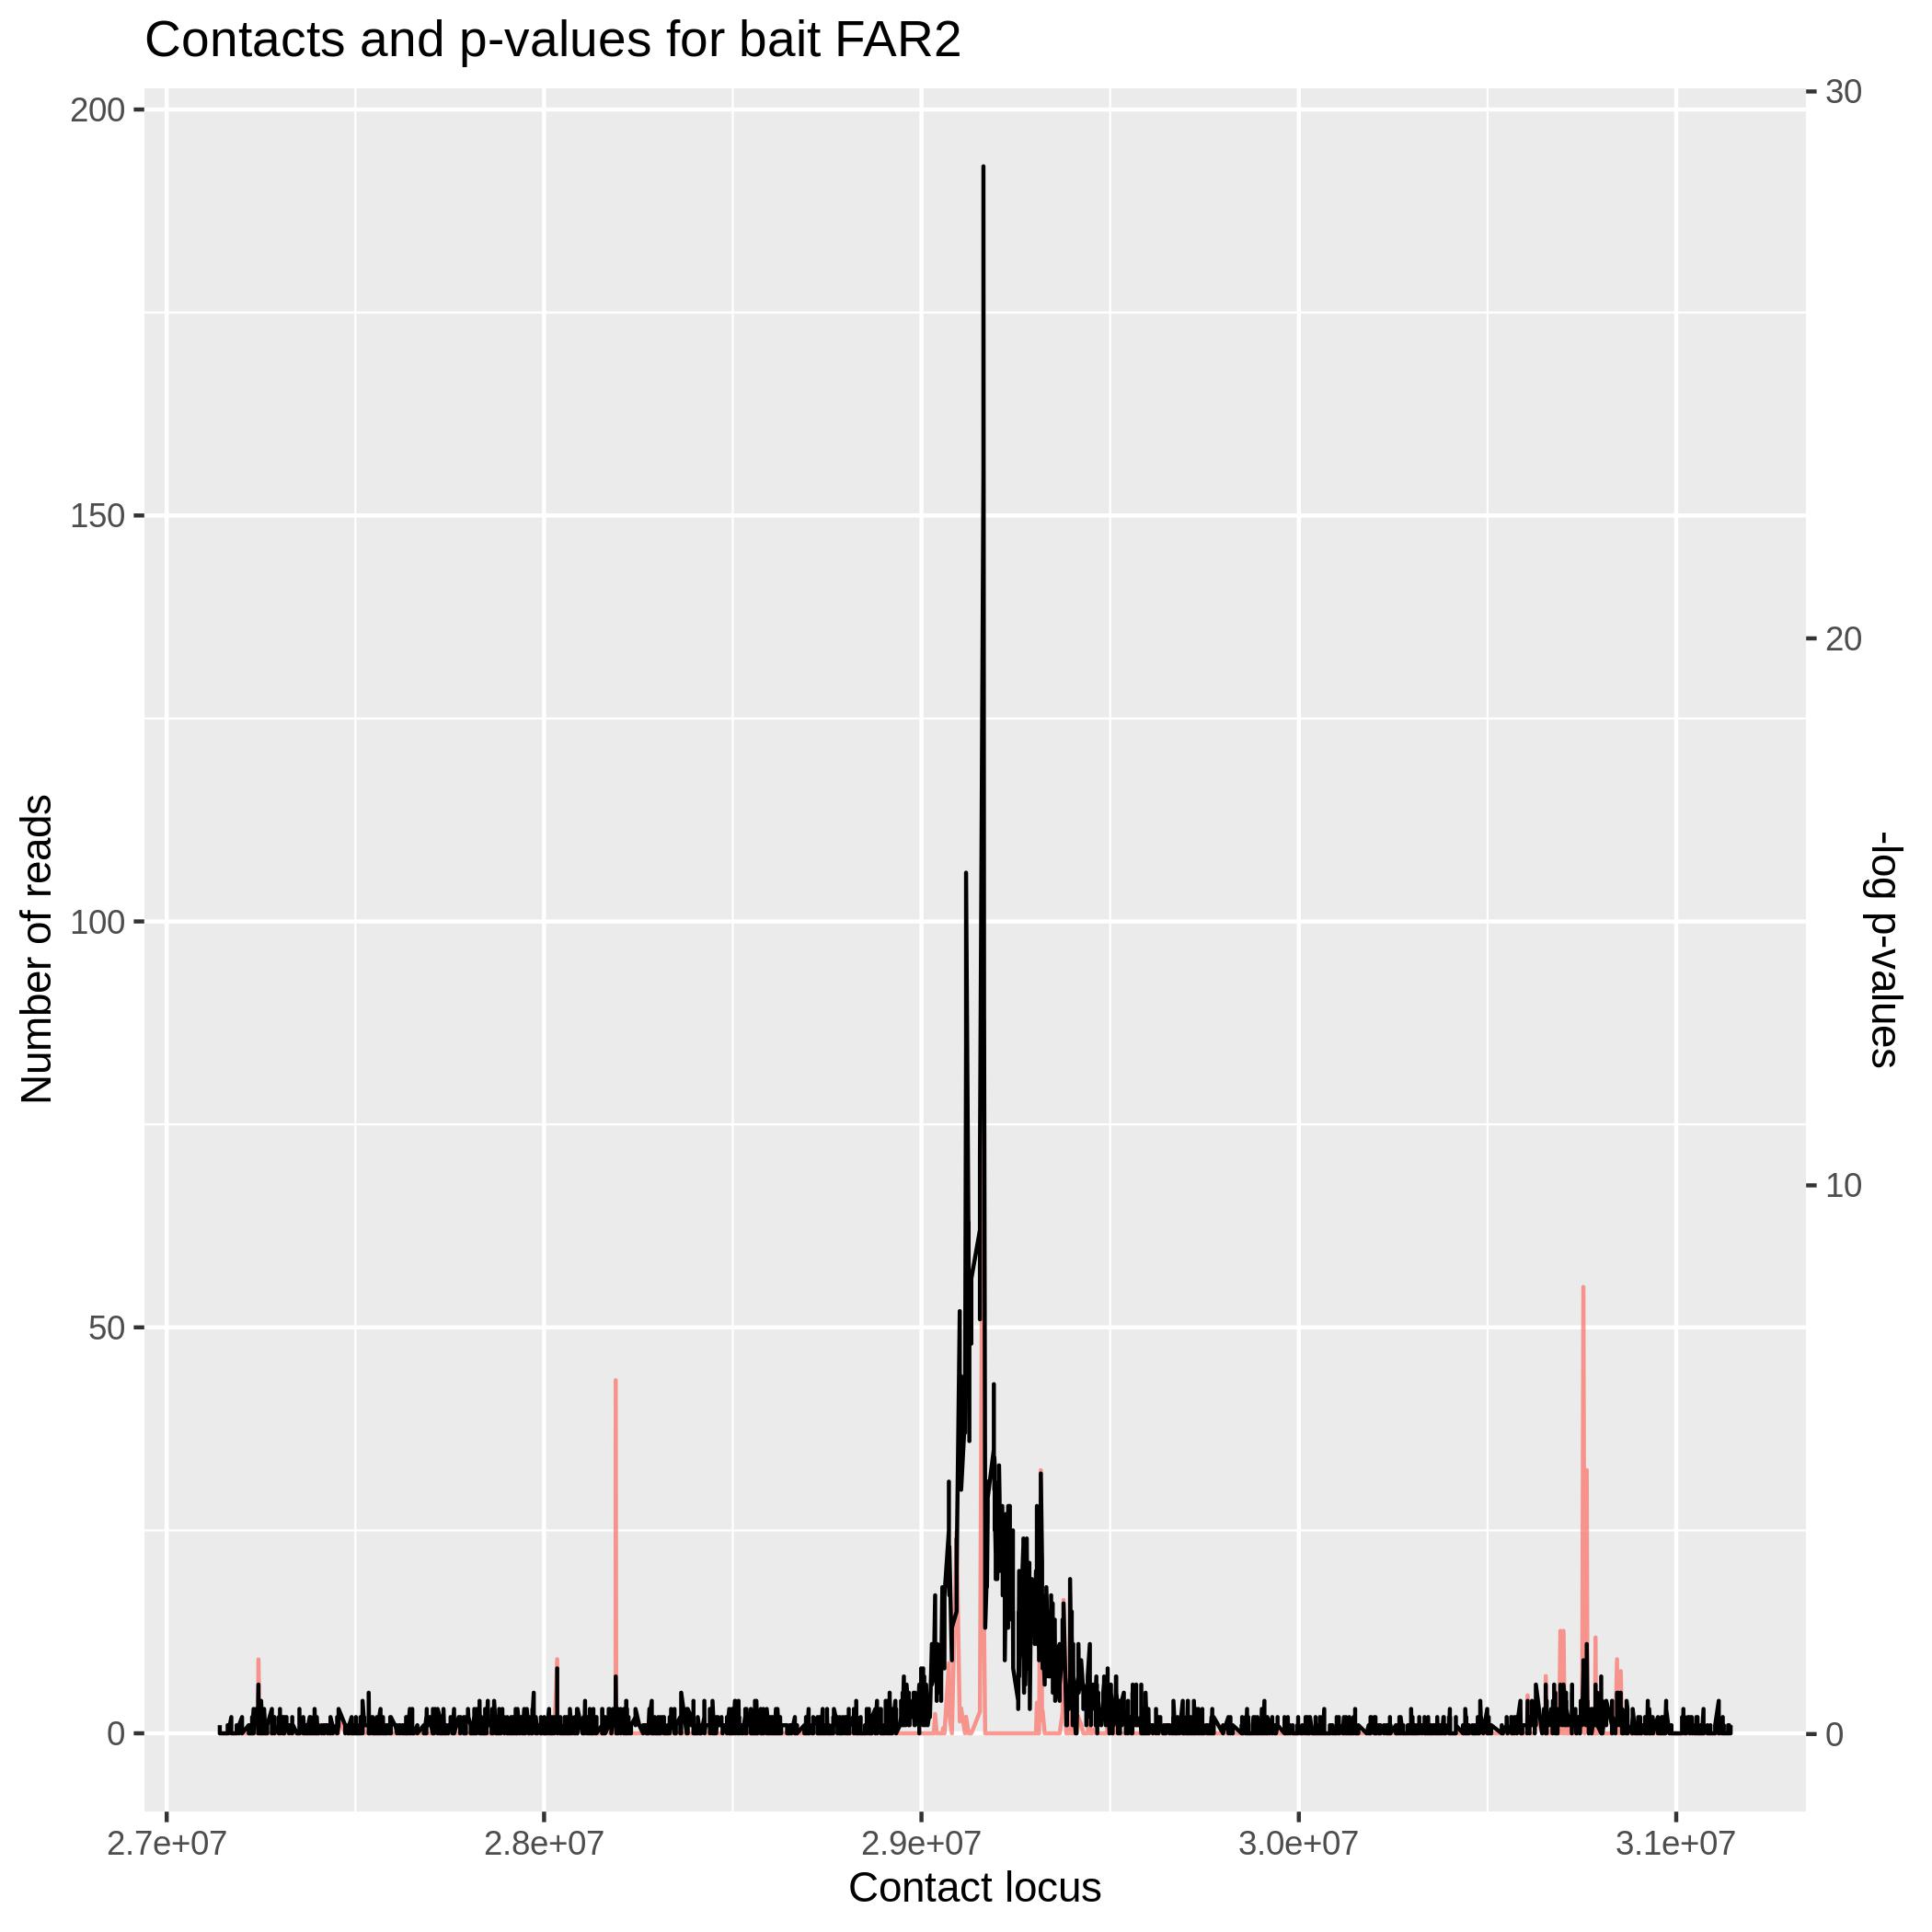 Contacts and p-values for bait FAR2
200
150
100
50
0
30
20
10
0
Number of reads
-log p-values
2.7e+07 2.8e+07 2.9e+07 3.0e+07 3.1e+07
Contact locus